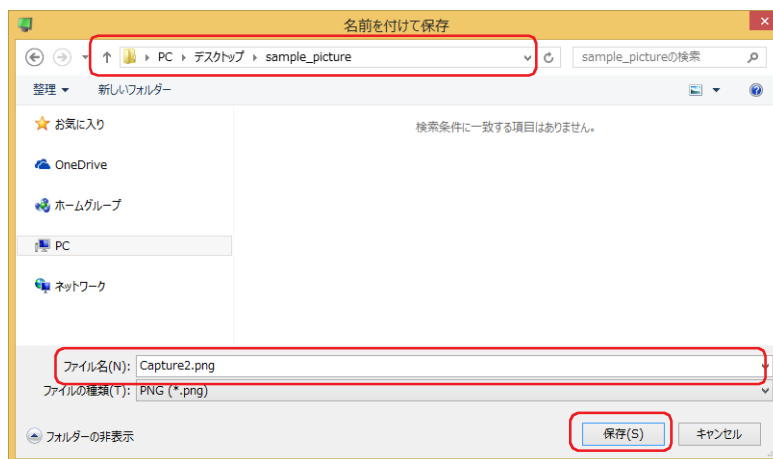 名前を付けて保存
PC デスクトップ sample_picture
sample_pictureの検索
整理 新しいフォルダー
お気に入り
検索条件に一致する項目はありません。
OneDrive
ホームグループ
PC
ネットワーク
ファイル名(N): Capture2.png
ファイルの種類(T): PNG (*.png)
フォルダーの非表示
保存(S)
キャンセル